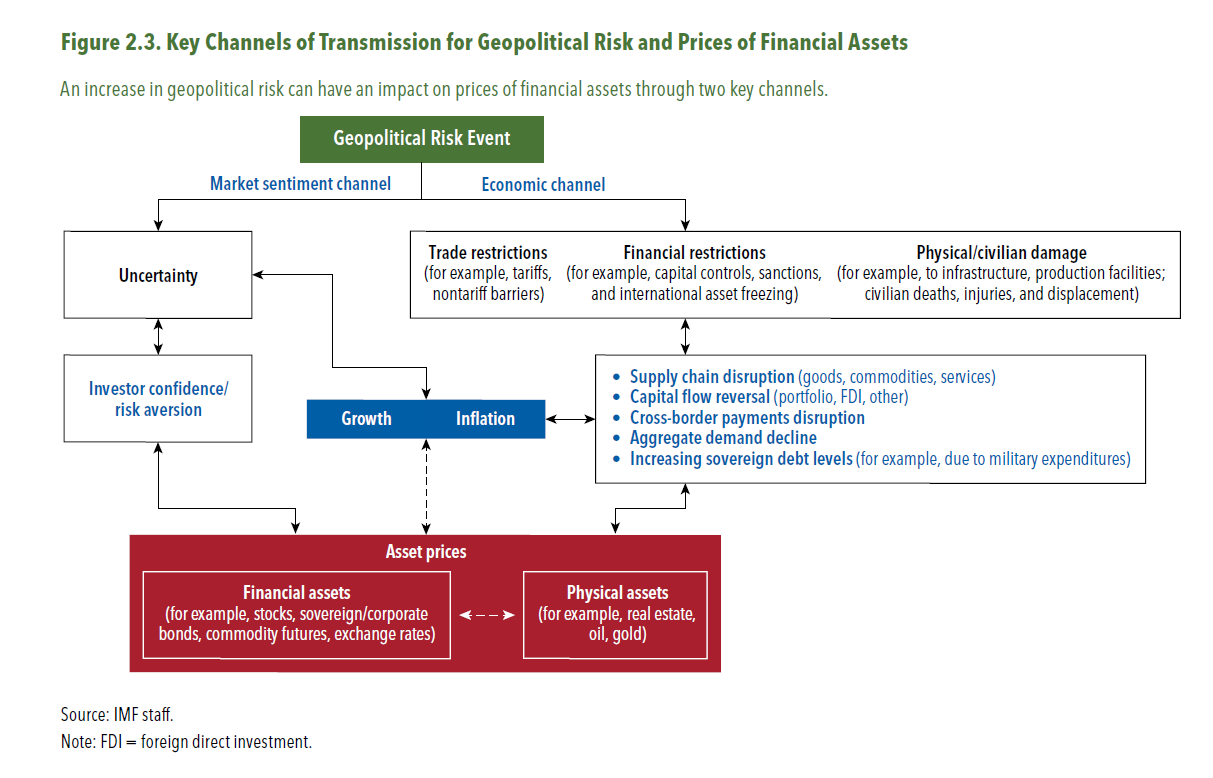 Figure 2.3. Key Channels of Transmission for Geopolitical Risk and Prices of Financial Assets
An increase in geopolitical risk can have an impact on prices of financial assets through two key channels.
Geopolitical Risk Event
Market sentiment channel
Economic channel
Uncertainty
Trade restrictions
(for example, tariffs,
nontariff barriers)
Financial restrictions
(for example, capital controls, sanctions,
and international asset freezing)
Physical/civilian damage
(for example, to infrastructure, production facilities;
civilian deaths, injuries, and displacement)
Investor confidence/
risk aversion
Growth
Inflation
• Supply chain disruption (goods, commodities, services)
• Capital flow reversal (portfolio, FDI, other)
• Cross-border payments disruption
• Aggregate demand decline
• Increasing sovereign debt levels (for example, due to military expenditures)
Asset prices
Financial assets
(for example, stocks, sovereign/corporate
bonds, commodity futures, exchange rates)
Physical assets
(for example, real estate,
oil, gold)
Source: IMF staff.
Note: FDI = foreign direct investment.